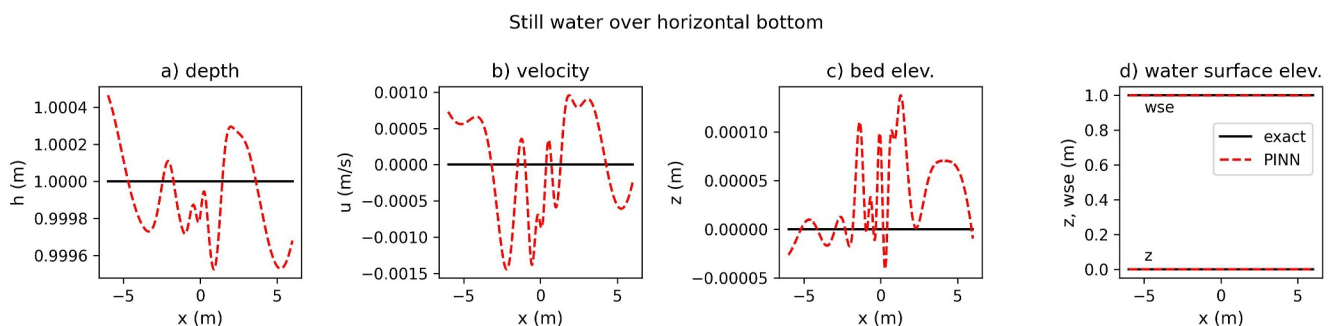 Still water over horizontal bottom
a) depth
h (m)
1.0004
1.0002
1.0000
0.9998
0.9996
−5
0
5
x (m)
b) velocity
u (m/s)
0.0010
0.0005
0.0000
−0.0005
−0.0010
−0.0015
−5
0
5
x (m)
c) bed elev.
z (m)
0.00010
0.00005
0.00000
−0.00005
−5
0
5
x (m)
d) water surface elev.
z, wse (m)
1.0
0.8
0.6
0.4
0.2
0.0
wse
exact
PINN
z
−5
0
5
x (m)